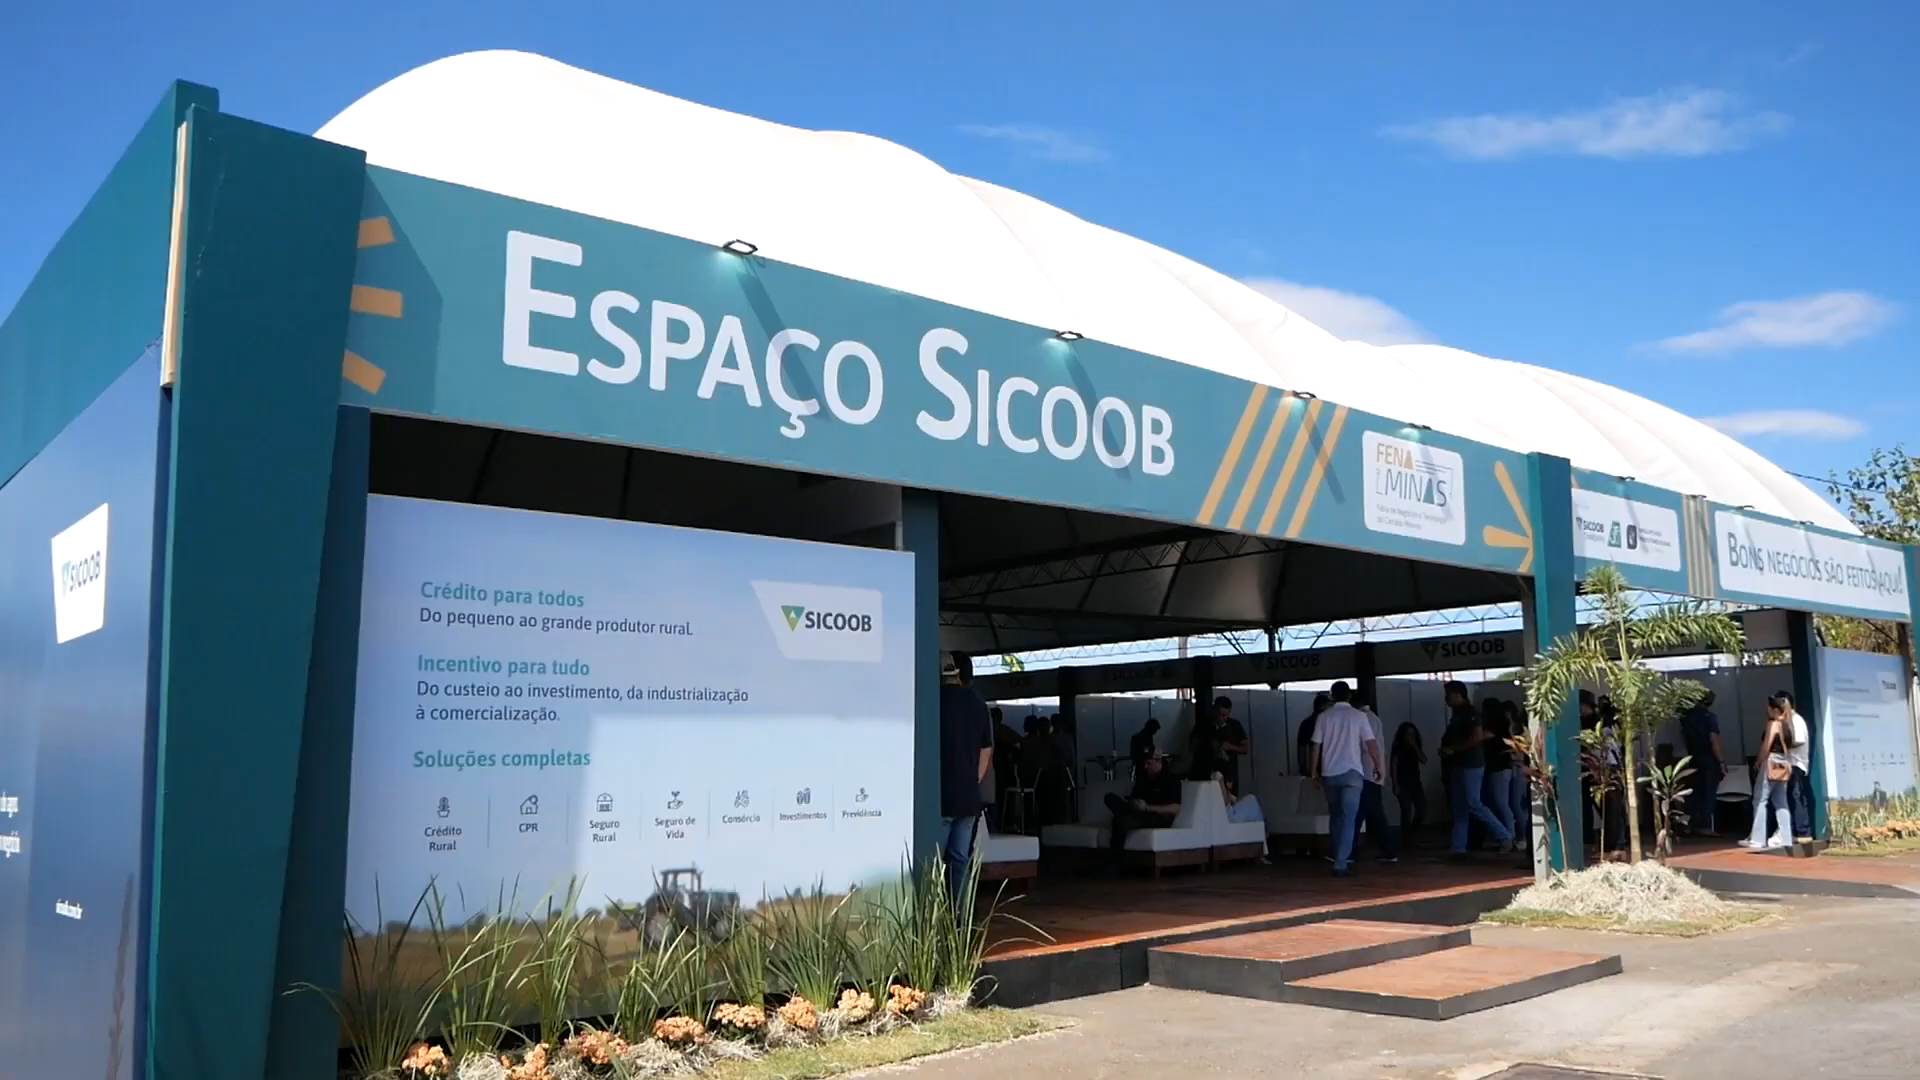 ESPAÇO SICOOB
FENA
MINAS
SICOOB
BONS NEGÓCIOS SÃO FEITOS AQUI!
SICOOB
Crédito para todos
Do pequeno ao grande produtor rural.
SICOOB
Incentivo para tudo
Do custeio ao investimento, da industrialização
à comercialização.
Soluções completas
Crédito
Rural
CPR
Seguro
Rural
Seguro de
Vida
Consórcio
Investimentos
Previdência
SICOOB
SICOOB